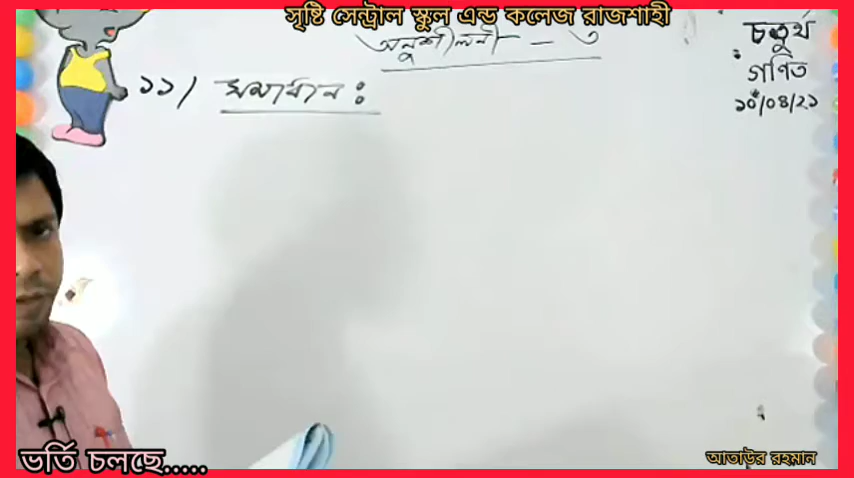 সৃষ্টি সেন্ট্রাল স্কুল এন্ড কলেজ রাজশাহী
অনুশীলনী - ৩
চতুর্থ
গণিত
১০/০৪/২১
১১/ সমাধান :
ভর্তি চলছে.....
আতাউর রহমান